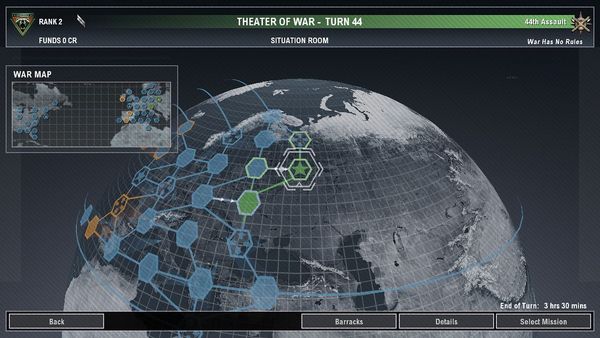 RANK 2
THEATER OF WAR - TURN 44
44th Assault
FUNDS 0 CR
SITUATION ROOM
War Has No Rules
WAR MAP
End of Turn: 3 hrs 30 mins
Back
Barracks
Details
Select Mission